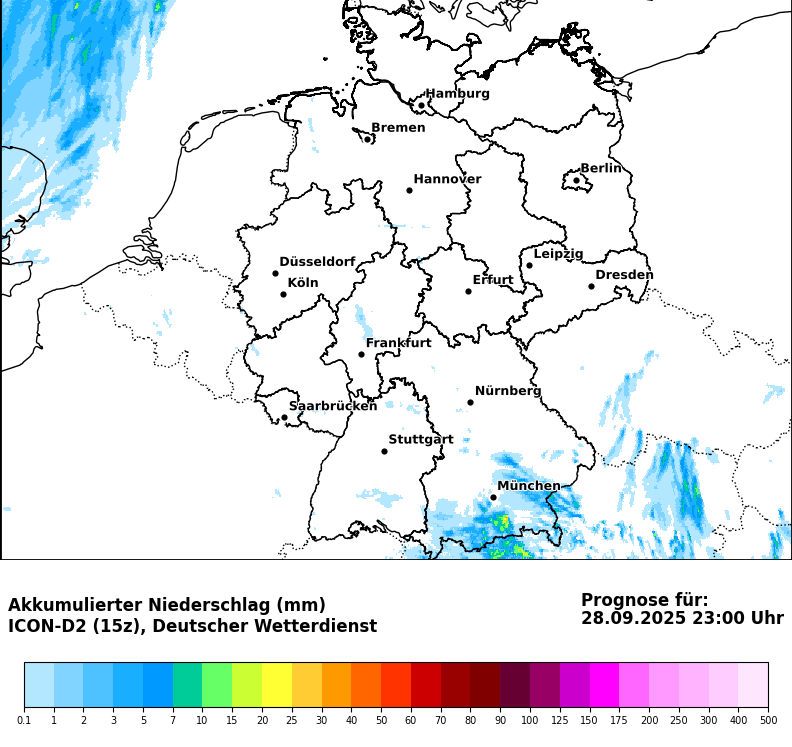 Hamburg
Bremen
Berlin
Hannover
Leipzig
Düsseldorf
Dresden
Köln
Erfurt
Frankfurt
Nürnberg
Saarbrücken
Stuttgart
München
Akkumulierter Niederschlag (mm)
ICON-D2 (15z), Deutscher Wetterdienst
Prognose für:
28.09.2025 23:00 Uhr
0.1 1 2 3 5 7 10 15 20 25 30 40 50 60 70 80 90 100 125 150 175 200 250 300 400 500